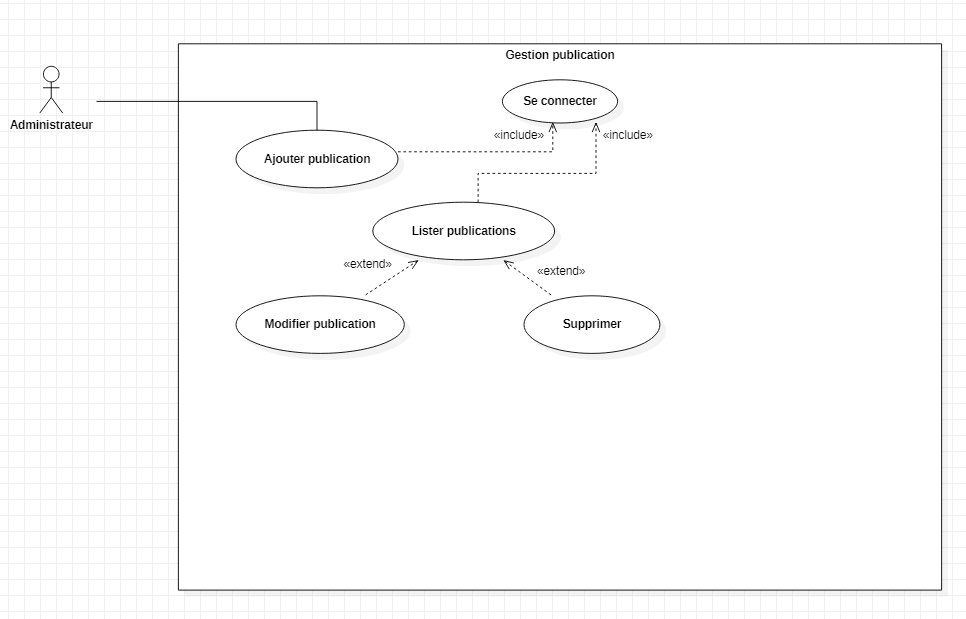 Gestion publication
Se connecter
Administrateur
«include»
«include»
Ajouter publication
Lister publications
«extend»
«extend»
Modifier publication
Supprimer